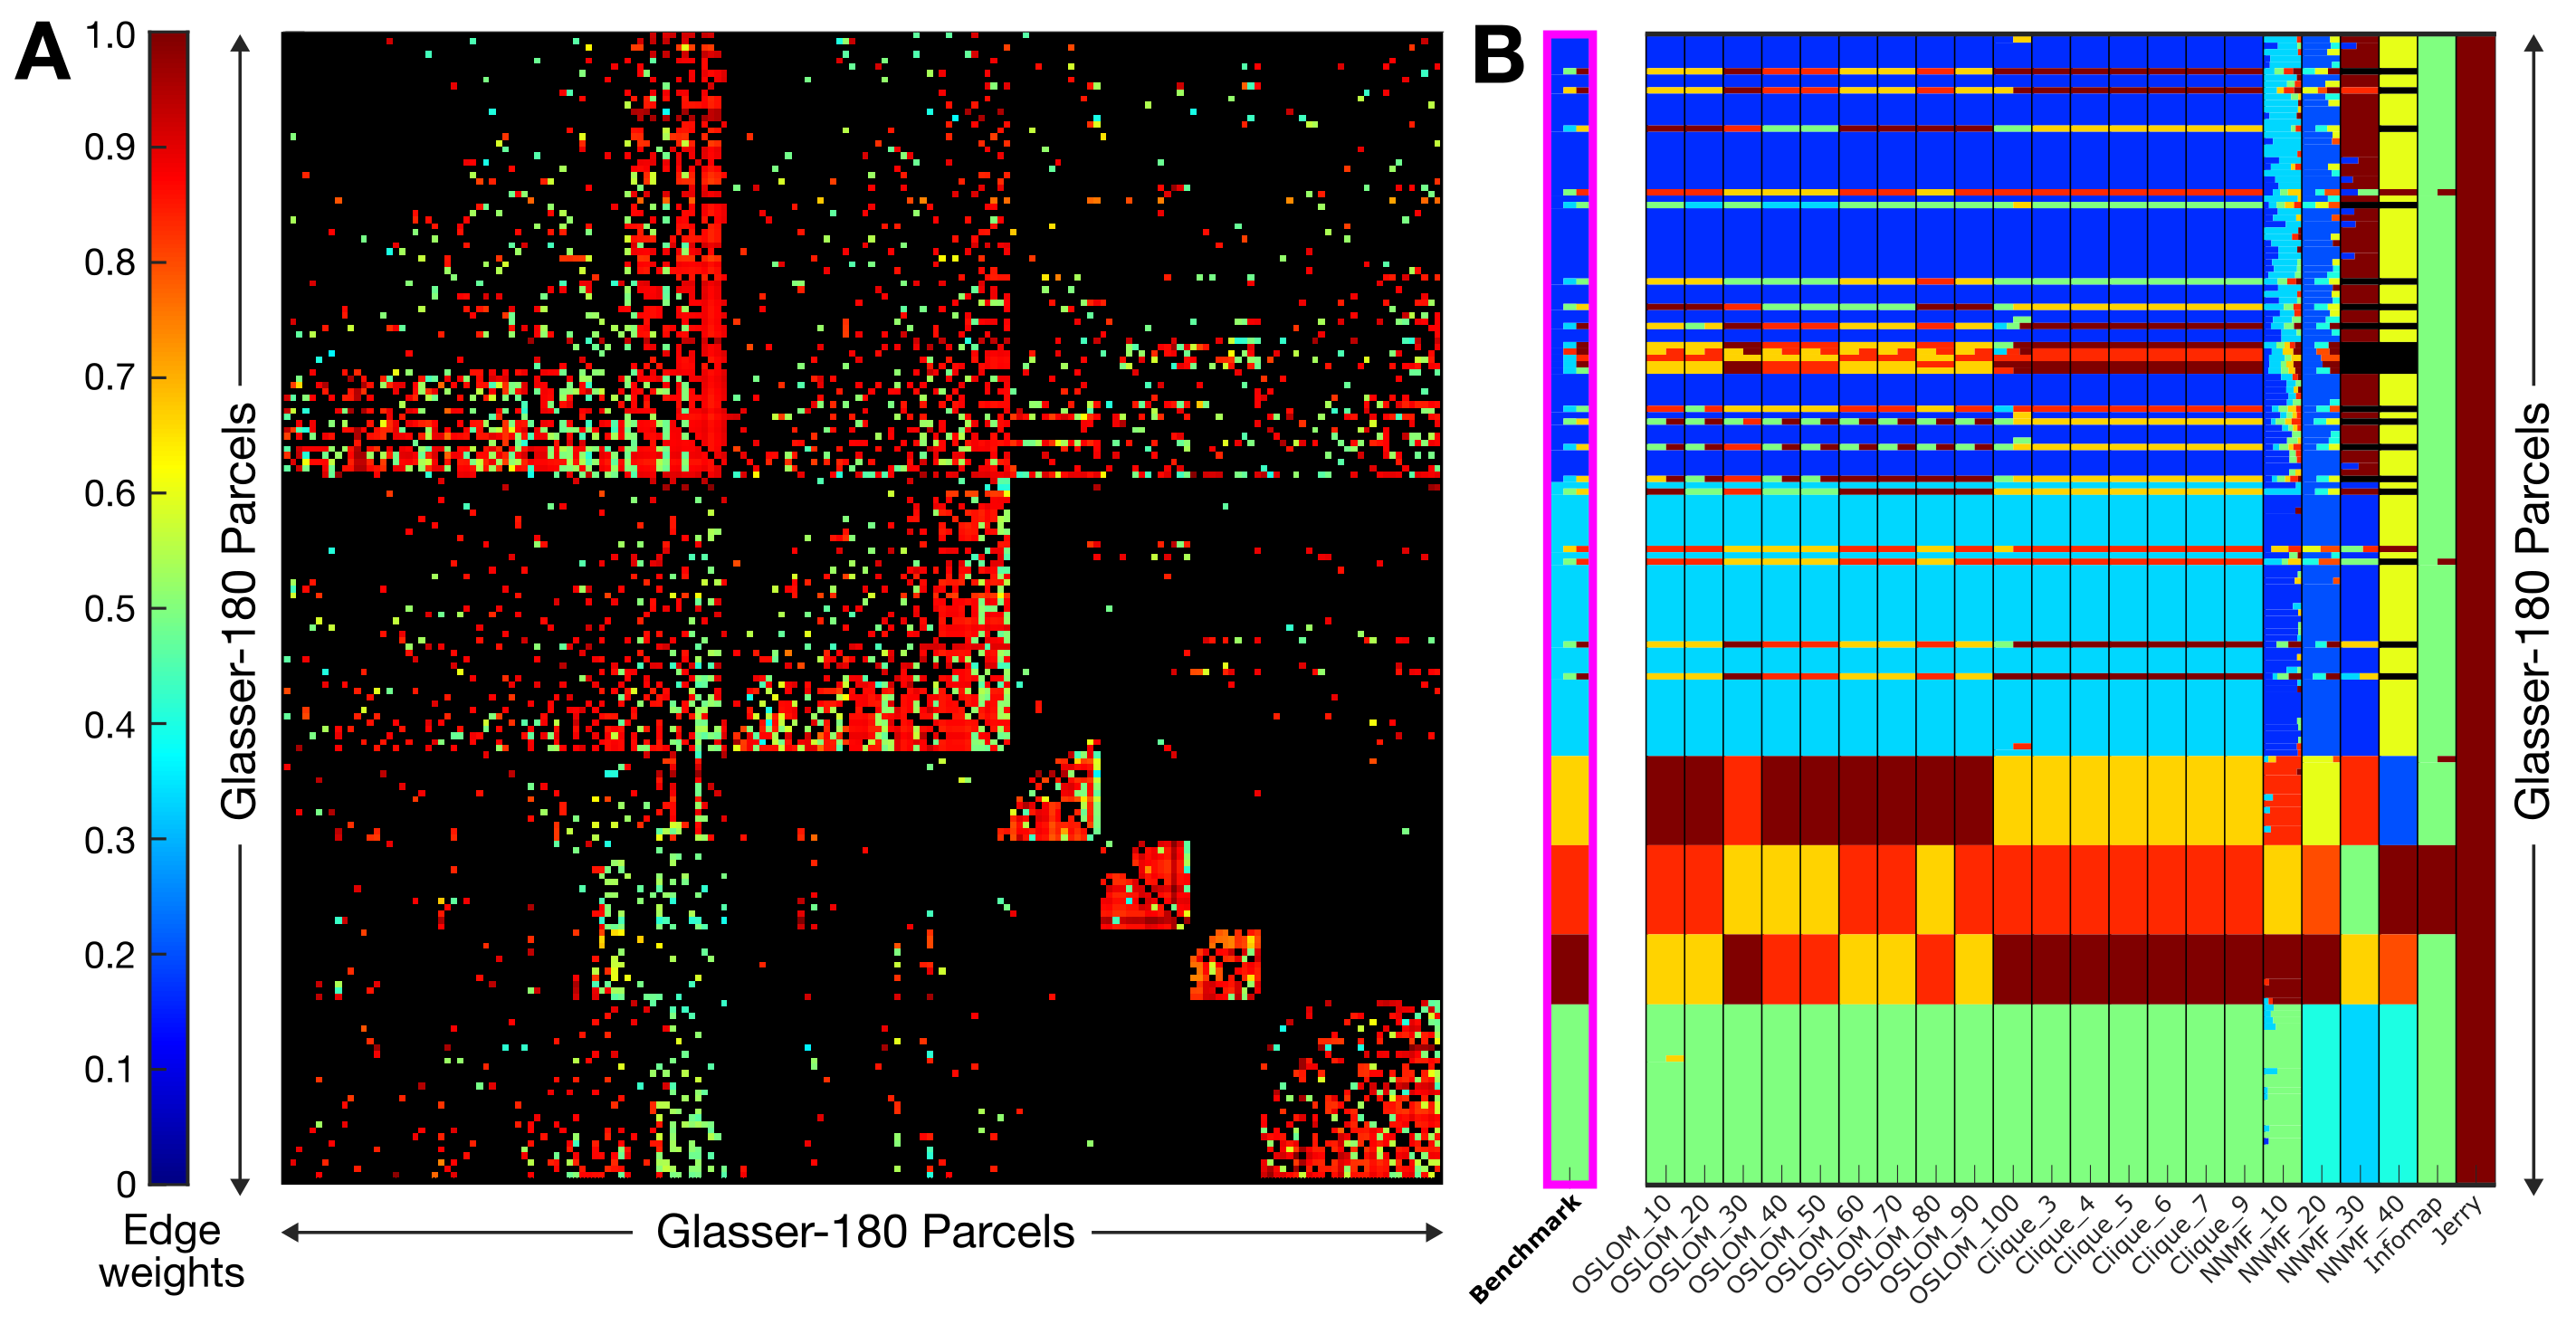 A
1.0
0.9
0.8
0.7
0.6
0.5
0.4
0.3
0.2
0.1
0
Edge
weights
Glasser-180 Parcels
Glasser-180 Parcels
B
Benchmark
OSLOM_10
OSLOM_20
OSLOM_30
OSLOM_40
OSLOM_50
OSLOM_60
OSLOM_70
OSLOM_80
OSLOM_90
OSLOM_100
Clique_3
Clique_4
Clique_5
Clique_6
Clique_7
Clique_9
NNMF_10
NNMF_20
NNMF_30
NNMF_40
Infomap
Jerry
Glasser-180 Parcels